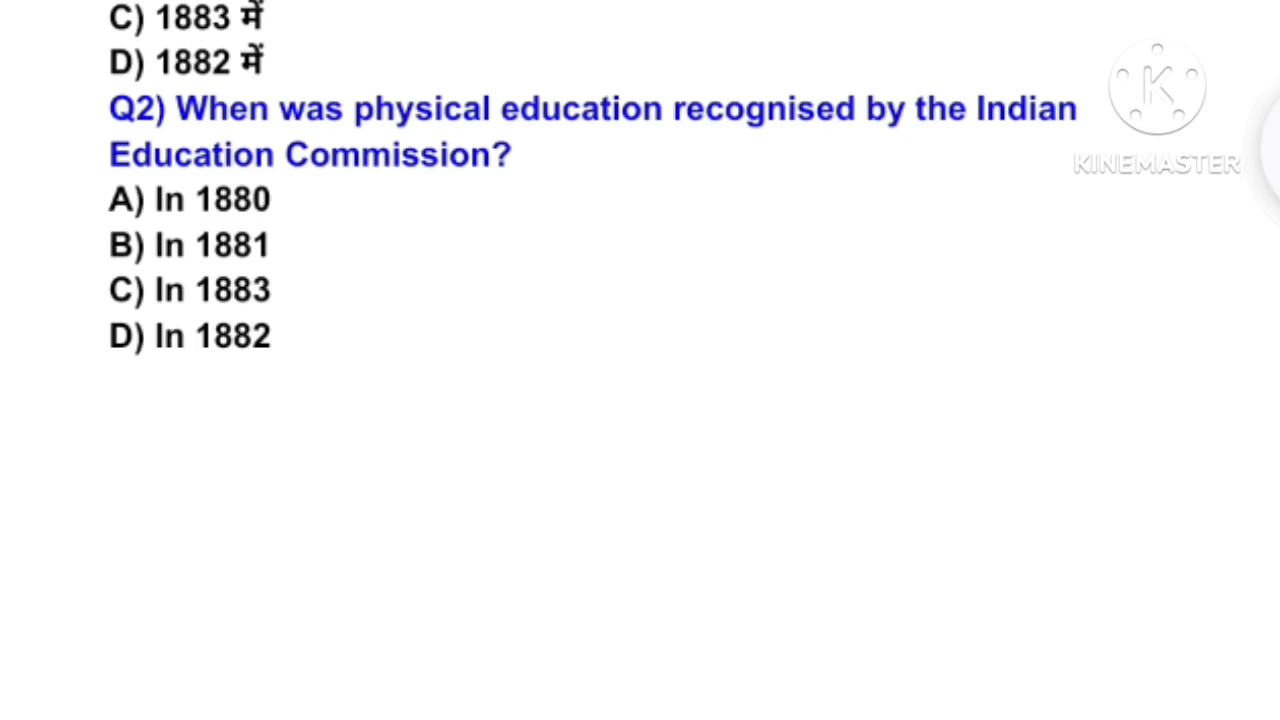 C) 1883 में
D) 1882 में
Q2) When was physical education recognised by the Indian
Education Commission?
A) In 1880
B) In 1881
C) In 1883
D) In 1882
K
KINEMASTER